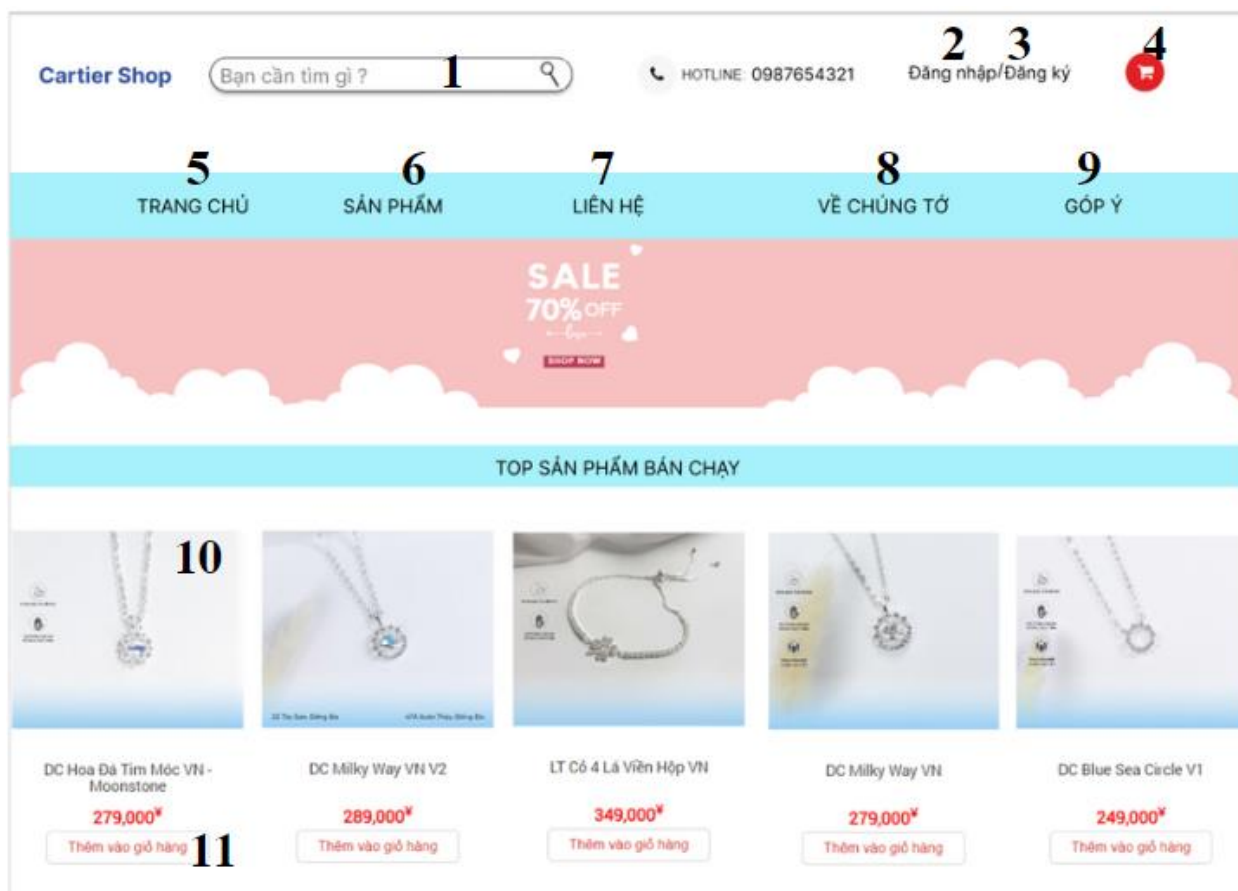 1
2
3
4
Cartier Shop
Bạn cần tìm gì ?
HOTLINE: 0987654321
Đăng nhập/Đăng ký
5
6
7
8
9
TRANG CHỦ
SẢN PHẨM
LIÊN HỆ
VỀ CHÚNG TỚ
GÓP Ý
SALE
70% OFF
love
SHOP NOW
TOP SẢN PHẨM BÁN CHẠY
10
DC Hoa Đá Tim Móc VN -
Moonstone
DC Milky Way VN V2
LT Cỏ 4 Lá Viền Hộp VN
DC Milky Way VN
DC Blue Sea Circle V1
279,000¥
289,000¥
349,000¥
279,000¥
249,000¥
Thêm vào giỏ hàng
11
Thêm vào giỏ hàng
Thêm vào giỏ hàng
Thêm vào giỏ hàng
Thêm vào giỏ hàng